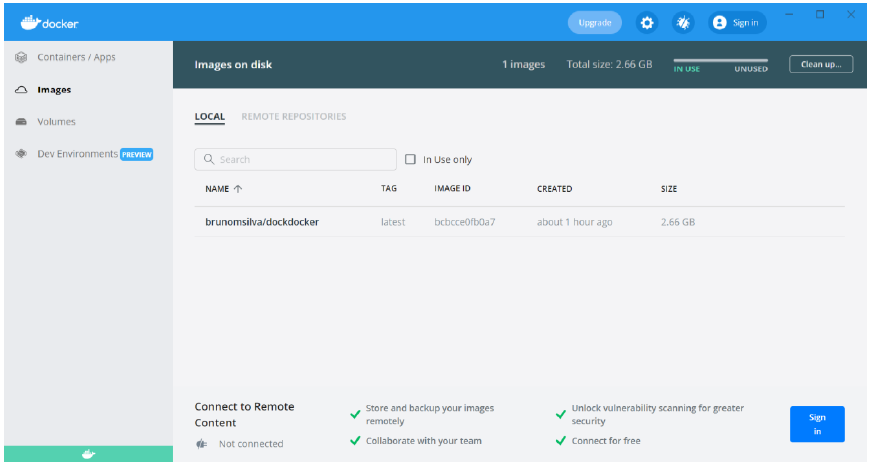 docker
Upgrade
Sign in
Containers / Apps
Images
Volumes
Dev Environments PREVIEW
Images on disk
1 images
Total size: 2.66 GB
IN USE
UNUSED
Clean up...
LOCAL
REMOTE REPOSITORIES
Search
In Use only
NAME ↑ TAG IMAGE ID CREATED SIZE
brunomsilva/dockdocker latest bcbcce0fb0a7 about 1 hour ago 2.66 GB
Connect to Remote
Content
Not connected
Store and backup your images
remotely
Collaborate with your team
Unlock vulnerability scanning for greater
security
Connect for free
Sign
in